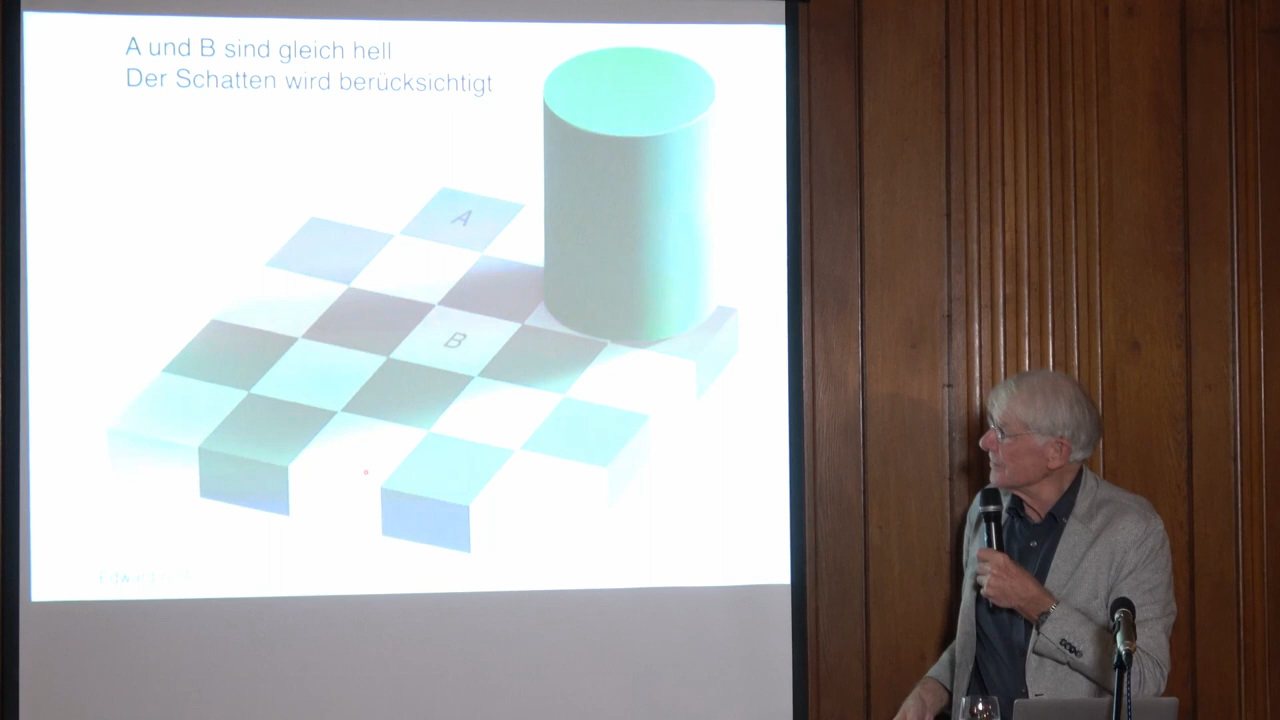 A und B sind gleich hell
Der Schatten wird berücksichtigt
A
B